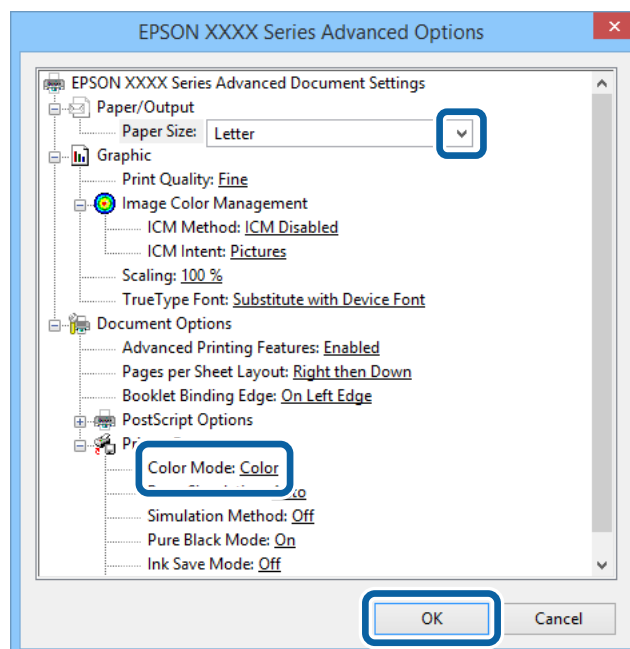 EPSON XXXX Series Advanced Options
EPSON XXXX Series Advanced Document Settings
Paper/Output
Paper Size: Letter
Graphic
Print Quality: Fine
Image Color Management
ICM Method: ICM Disabled
ICM Intent: Pictures
Scaling: 100 %
TrueType Font: Substitute with Device Font
Document Options
Advanced Printing Features: Enabled
Pages per Sheet Layout: Right then Down
Booklet Binding Edge: On Left Edge
PostScript Options
Color Mode: Color
Simulation Method: Off
Pure Black Mode: On
Ink Save Mode: Off
OK Cancel